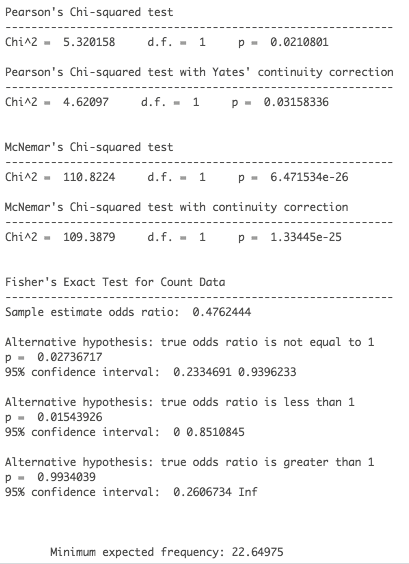 Pearson's Chi-squared test
------------------------------------------------------------
Chi^2 = 5.320158 d.f. = 1 p = 0.0210801
Pearson's Chi-squared test with Yates' continuity correction
------------------------------------------------------------
Chi^2 = 4.62097 d.f. = 1 p = 0.03158336
McNemar's Chi-squared test
------------------------------------------------------------
Chi^2 = 110.8224 d.f. = 1 p = 6.471534e-26
McNemar's Chi-squared test with continuity correction
------------------------------------------------------------
Chi^2 = 109.3879 d.f. = 1 p = 1.33445e-25
Fisher's Exact Test for Count Data
------------------------------------------------------------
Sample estimate odds ratio: 0.4762444
Alternative hypothesis: true odds ratio is not equal to 1
p = 0.02736717
95% confidence interval: 0.2334691 0.9396233
Alternative hypothesis: true odds ratio is less than 1
p = 0.01543926
95% confidence interval: 0 0.8510845
Alternative hypothesis: true odds ratio is greater than 1
p = 0.9934039
95% confidence interval: 0.2606734 Inf
Minimum expected frequency: 22.64975